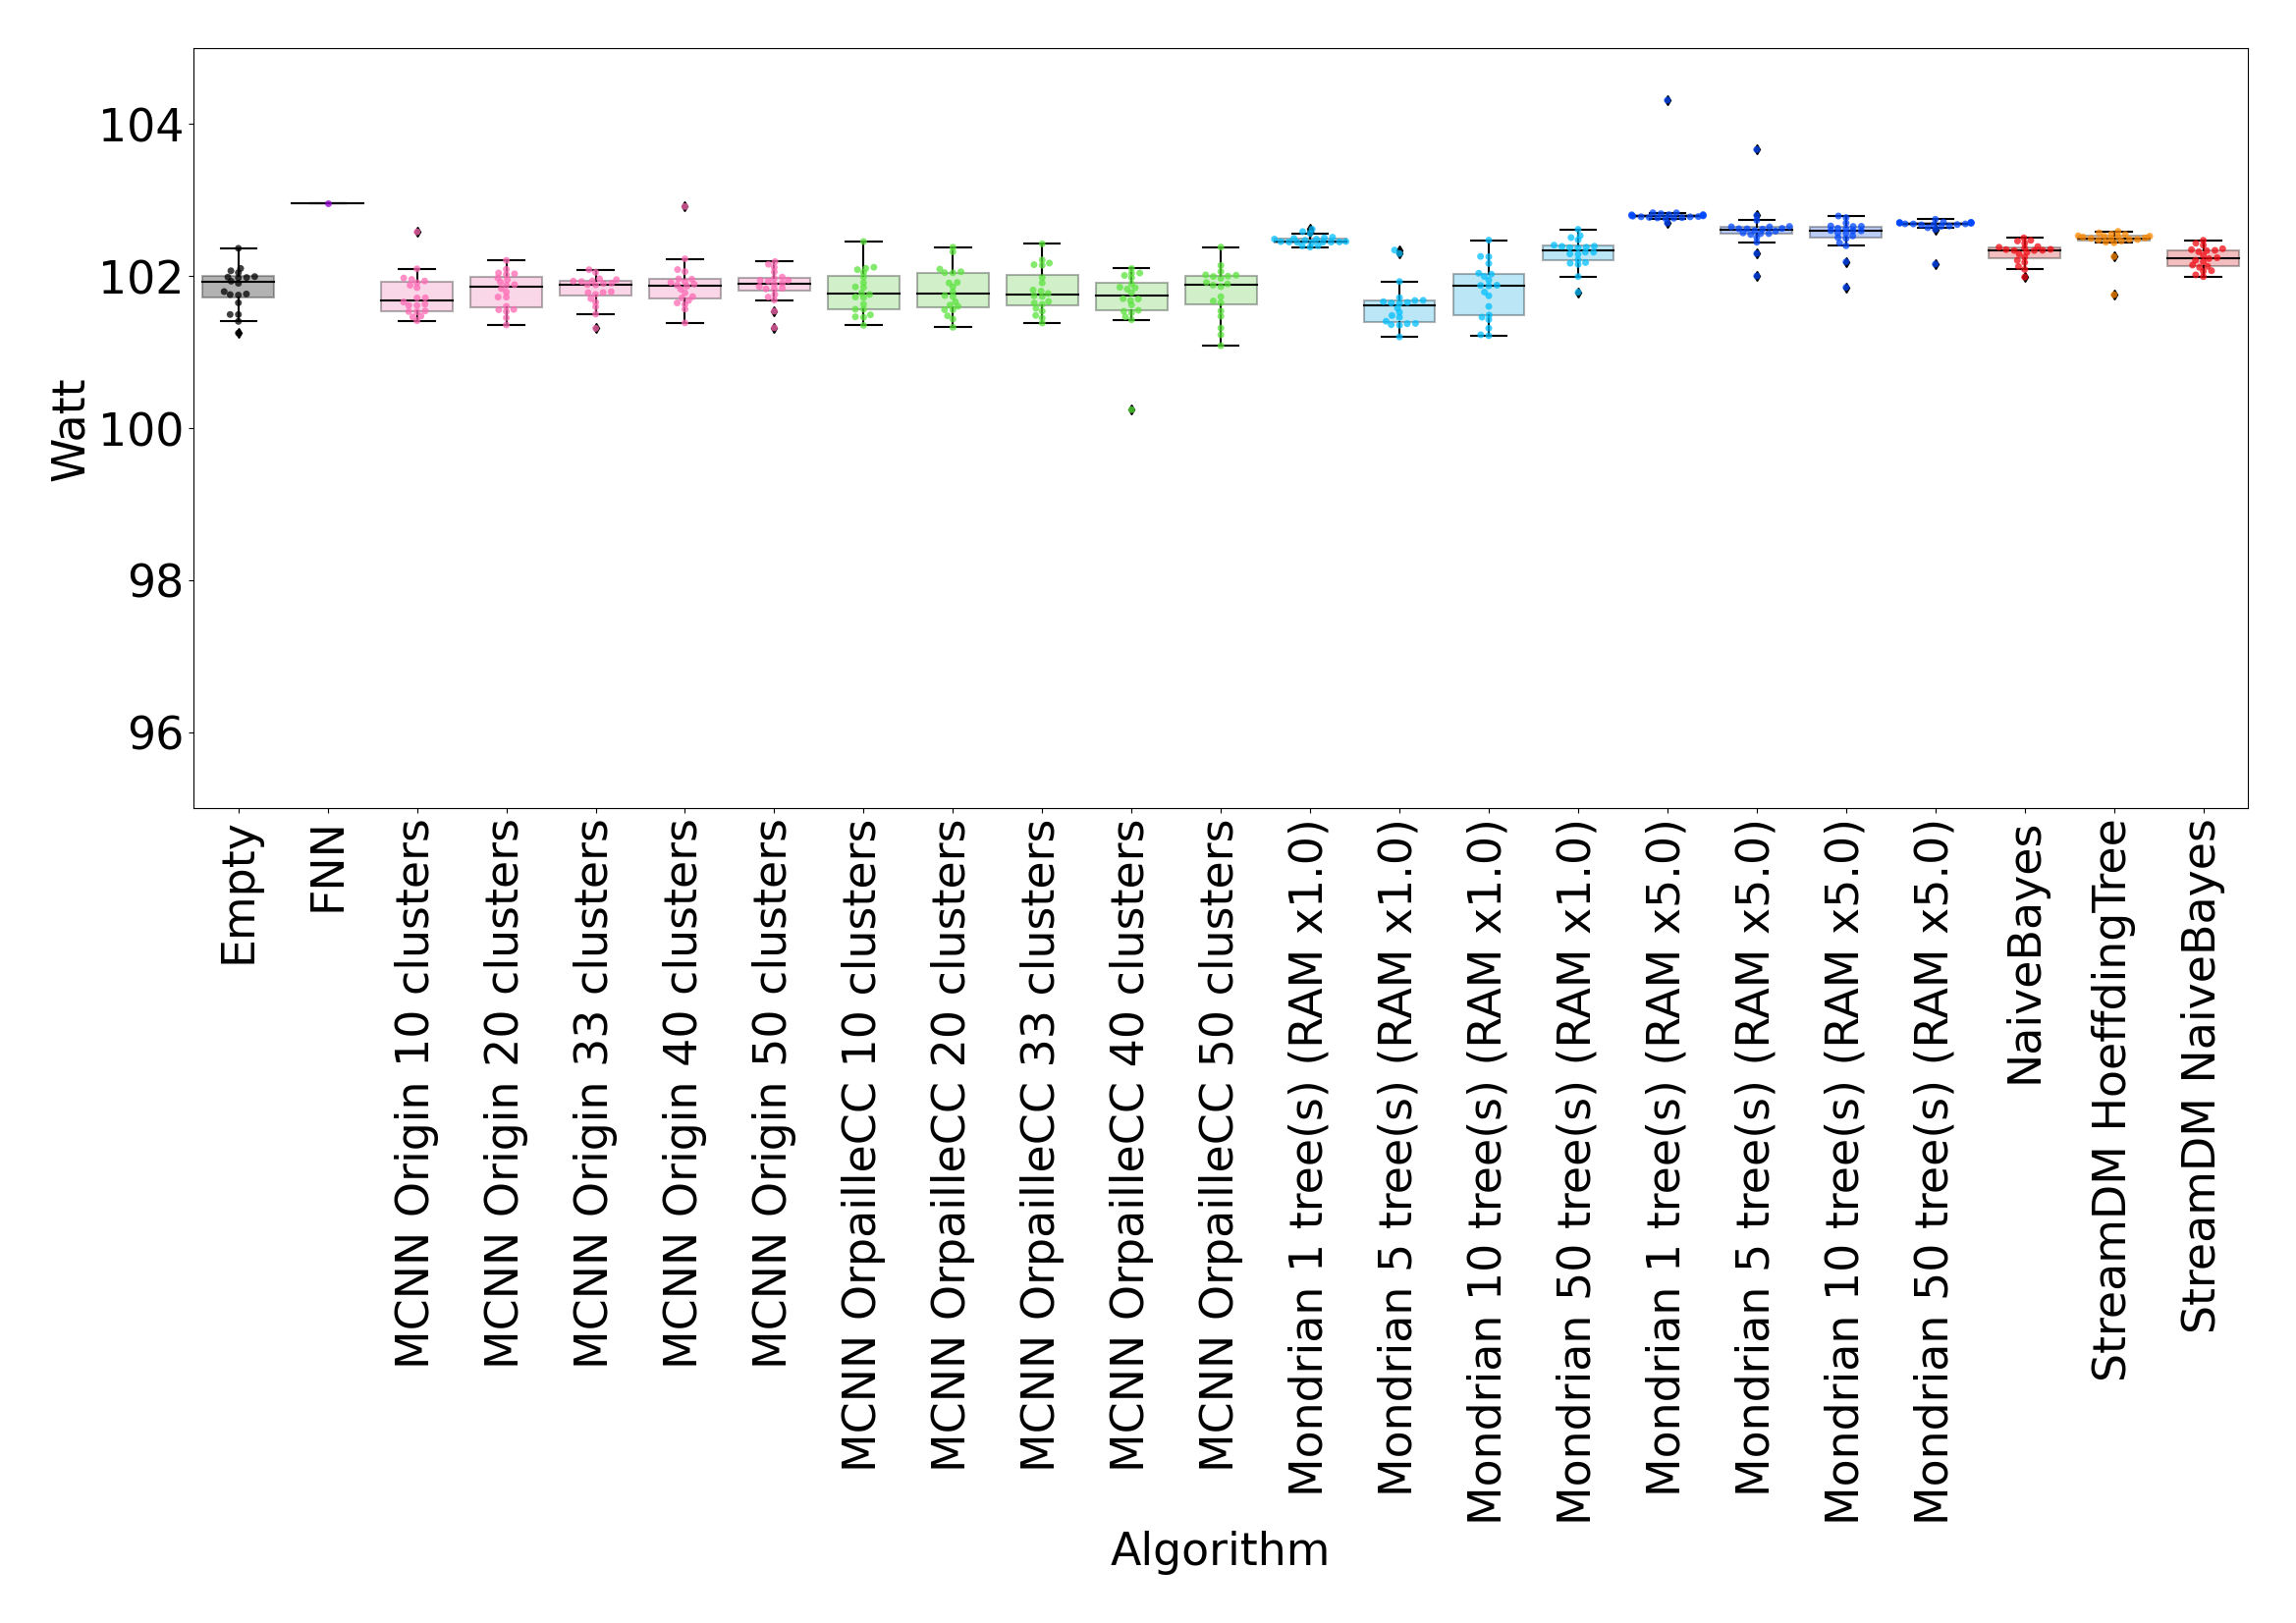 104
102
100
98
96
Watt
Empty
FNN
MCNN Origin 10 clusters
MCNN Origin 20 clusters
MCNN Origin 33 clusters
MCNN Origin 40 clusters
MCNN Origin 50 clusters
MCNN OrpailleCC 10 clusters
MCNN OrpailleCC 20 clusters
MCNN OrpailleCC 33 clusters
MCNN OrpailleCC 40 clusters
MCNN OrpailleCC 50 clusters
Mondrian 1 tree(s) (RAM x1.0)
Mondrian 5 tree(s) (RAM x1.0)
Mondrian 10 tree(s) (RAM x1.0)
Mondrian 50 tree(s) (RAM x1.0)
Mondrian 1 tree(s) (RAM x5.0)
Mondrian 5 tree(s) (RAM x5.0)
Mondrian 10 tree(s) (RAM x5.0)
Mondrian 50 tree(s) (RAM x5.0)
NaiveBayes
StreamDM HoeffdingTree
StreamDM NaiveBayes
Algorithm